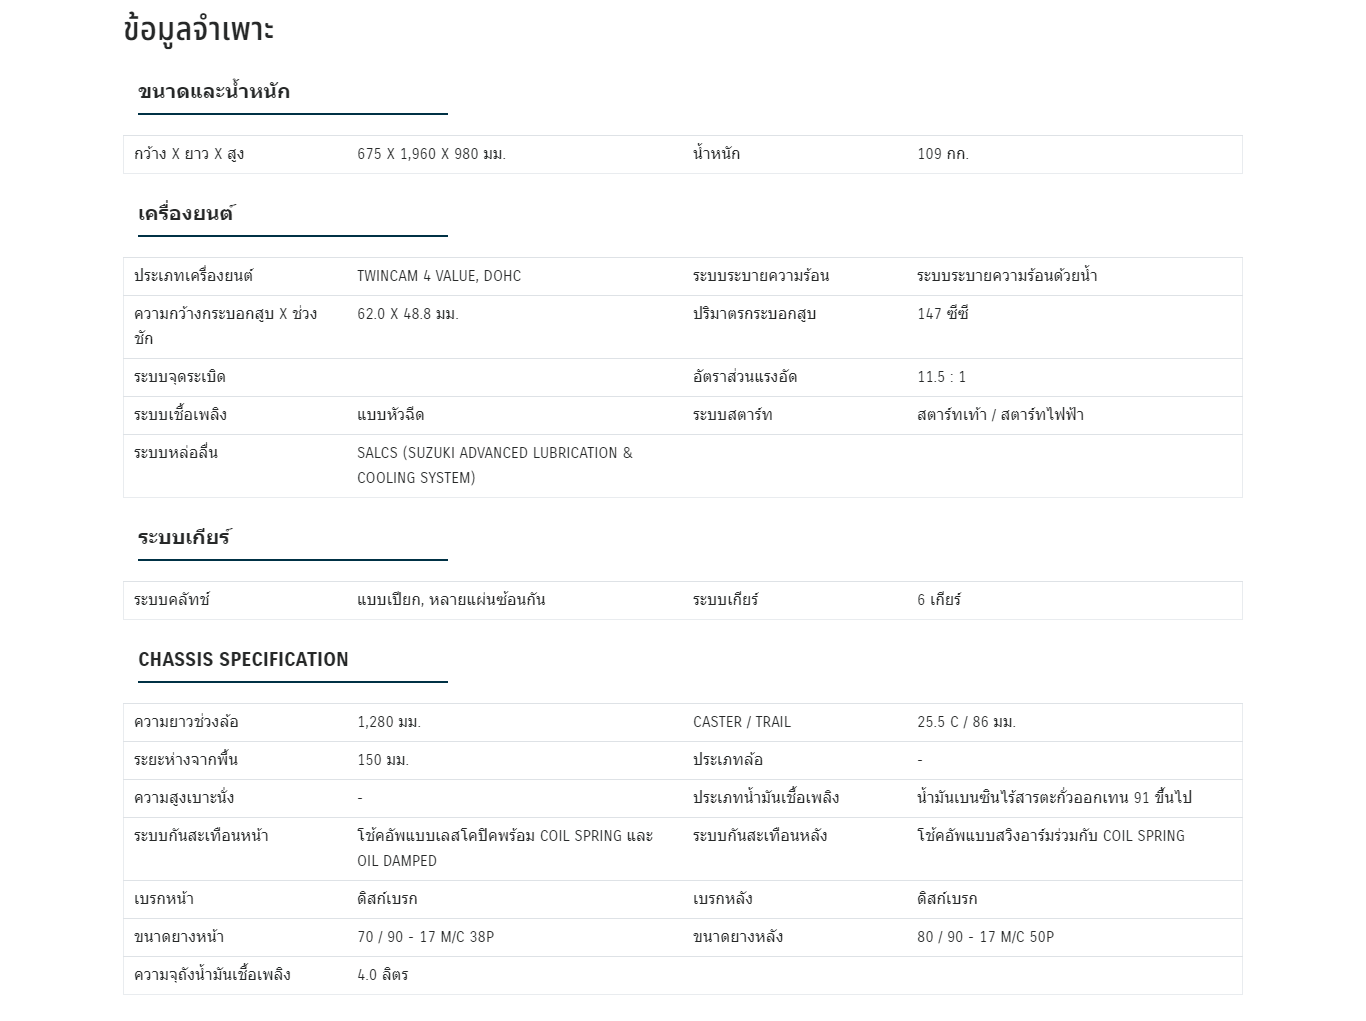 ข้อมูลจำเพาะ
ขนาดและน้ำหนัก
กว้าง X ยาว X สูง 675 X 1,960 X 980 มม. น้ำหนัก 109 กก.
เครื่องยนต์
ประเภทเครื่องยนต์ TWINCAM 4 VALUE, DOHC ระบบระบายความร้อน ระบบระบายความร้อนด้วยน้ำ
ความกว้างกระบอกสูบ X ช่วง 62.0 X 48.8 มม. ปริมาตรกระบอกสูบ 147 ซีซี
ชัก
ระบบจุดระเบิด อัตราส่วนแรงอัด 11.5 : 1
ระบบเชื้อเพลิง แบบหัวฉีด ระบบสตาร์ท สตาร์ทเท้า / สตาร์ทไฟฟ้า
ระบบหล่อลื่น SALCS (SUZUKI ADVANCED LUBRICATION &
COOLING SYSTEM)
ระบบเกียร์
ระบบคลัทช์ แบบเปียก, หลายแผ่นซ้อนกัน ระบบเกียร์ 6 เกียร์
CHASSIS SPECIFICATION
ความยาวช่วงล้อ 1,280 มม. CASTER / TRAIL 25.5 C / 86 มม.
ระยะห่างจากพื้น 150 มม. ประเภทล้อ -
ความสูงเบาะนั่ง - ประเภทน้ำมันเชื้อเพลิง น้ำมันเบนซินไร้สารตะกั่วออกเทน 91 ขึ้นไป
ระบบกันสะเทือนหน้า โช้คอัพแบบเลสโคปิคพร้อม COIL SPRING และ ระบบกันสะเทือนหลัง โช้คอัพแบบสวิงอาร์มร่วมกับ COIL SPRING
OIL DAMPED
เบรกหน้า ดิสก์เบรก เบรกหลัง ดิสก์เบรก
ขนาดยางหน้า 70 / 90 - 17 M/C 38P ขนาดยางหลัง 80 / 90 - 17 M/C 50P
ความจุถังน้ำมันเชื้อเพลิง 4.0 ลิตร